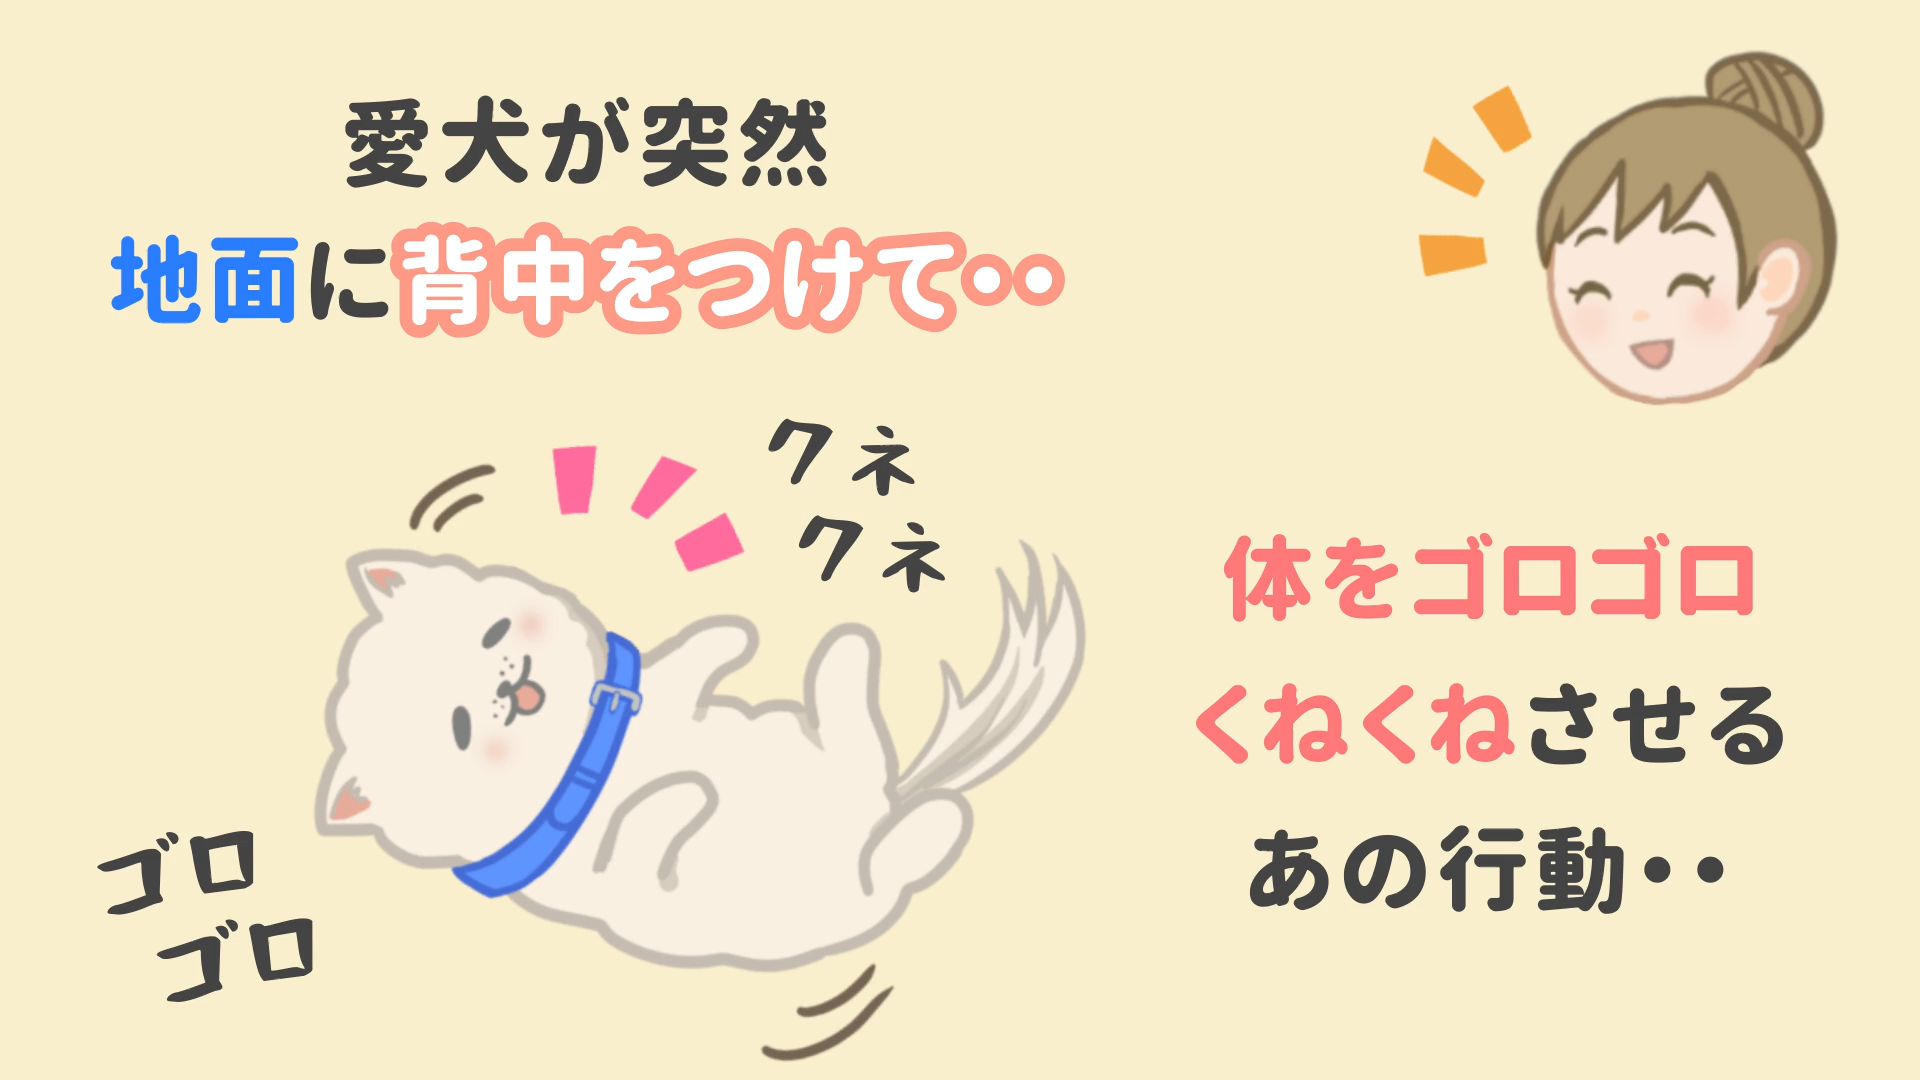 愛犬が突然
地面に背中をつけて・・
クネ
クネ
体をゴロゴロ
くねくねさせる
あの行動・・
ゴロ
ゴロ